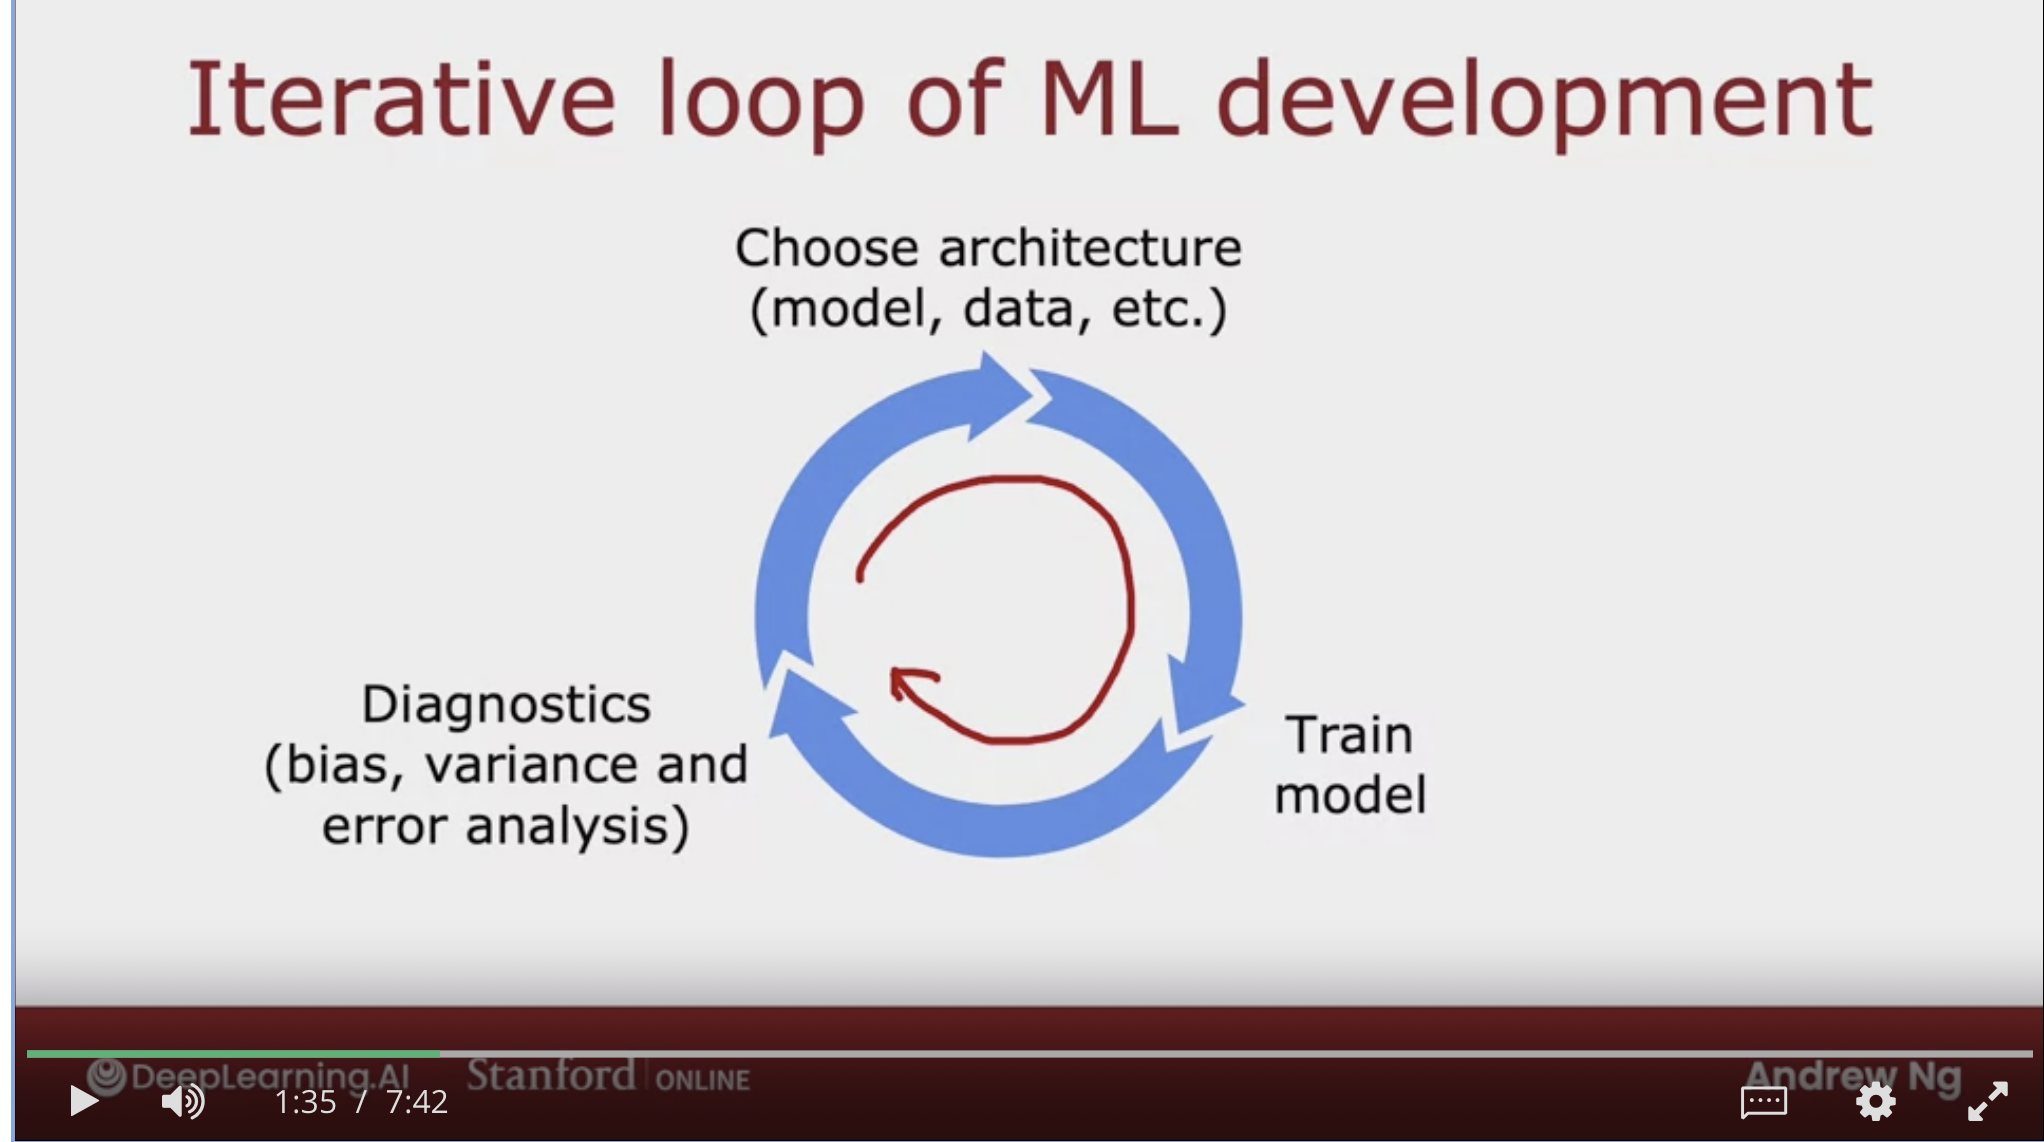 Iterative loop of ML development
Choose architecture
(model, data, etc.)
Diagnostics
(bias, variance and
error analysis)
Train
model
DeepLearning.AI Stanford ONLINE Andrew Ng
1:35 / 7:42